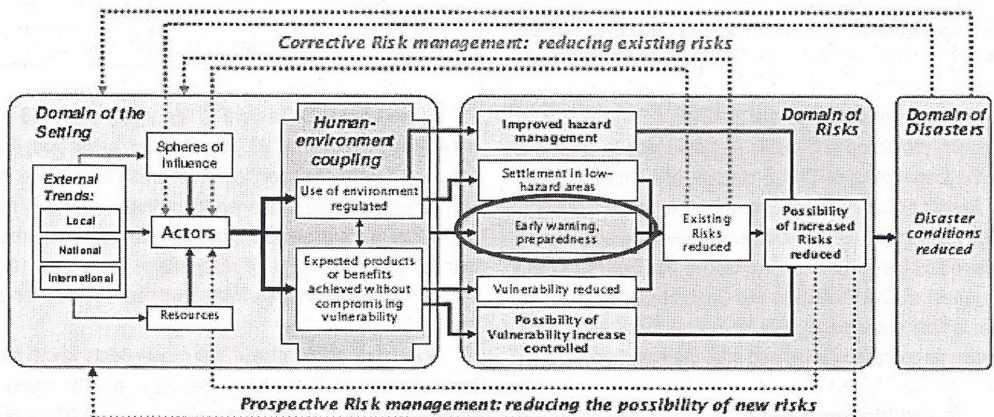 Corrective Risk management: reducing existing risks
Domain of the
Setting
Spheres of
Influence
External
Trends:
Local
National
International
Actors
Resources
Human-
environment
coupling
Use of environment
regulated
Expected products
or benefits
achieved without
compromising
vulnerability
Domain of
Risks
Improved hazard
management
Settlement in low-
hazard areas
Early warning,
preparedness
Vulnerability reduced
Possibility of
Vulnerability Increase
controlled
Existing
Risks
reduced
Possibility
of Increased
Risks
reduced
Domain of
Disasters
Disaster
conditions
reduced
Prospective Risk management: reducing the possibility of new risks